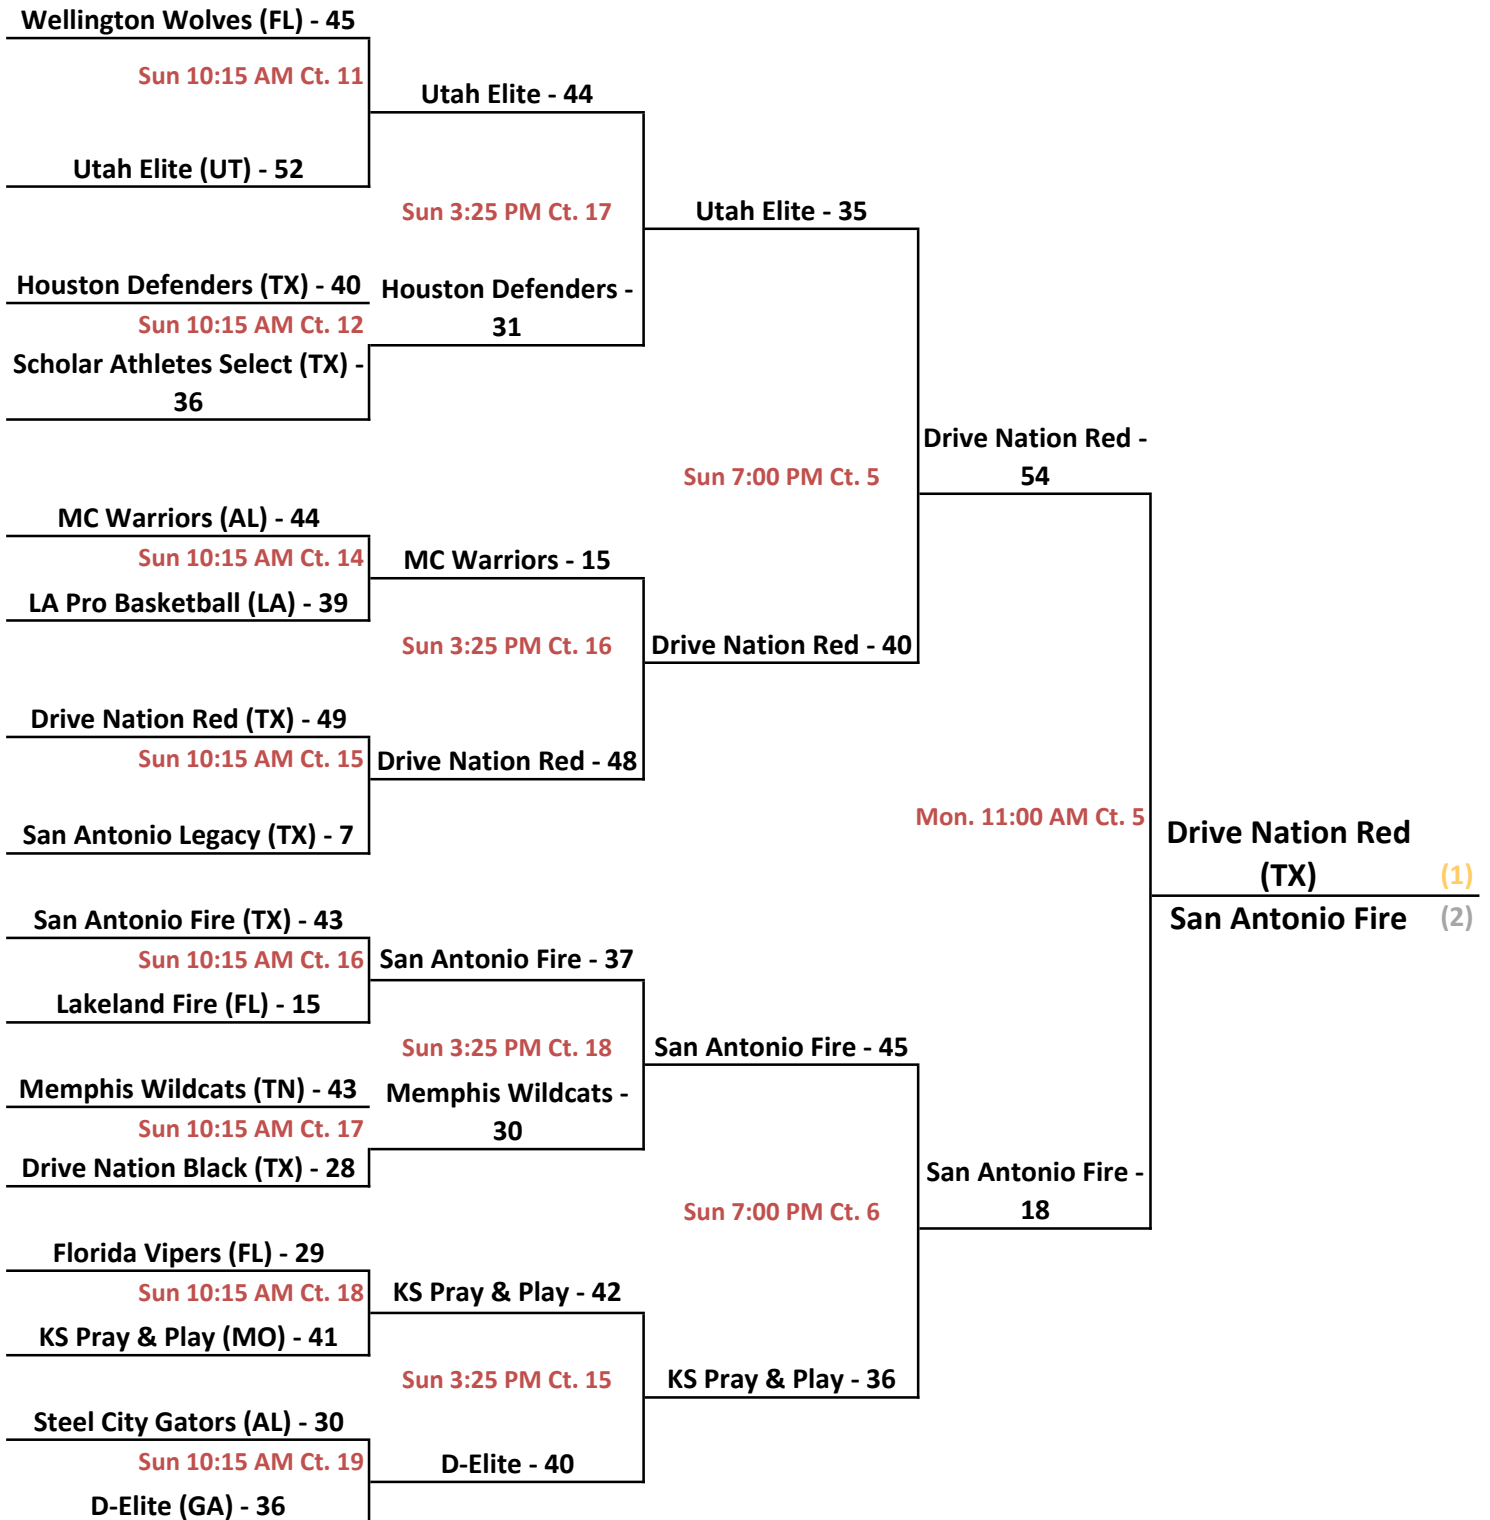 Wellington Wolves (FL) - 45
Sun 10:15 AM Ct. 11
Utah Elite - 44
Utah Elite (UT) - 52
Sun 3:25 PM Ct. 17
Utah Elite - 35
Houston Defenders (TX) - 40
Houston Defenders -
31
Sun 10:15 AM Ct. 12
Scholar Athletes Select (TX) -
36
Drive Nation Red -
54
Sun 7:00 PM Ct. 5
MC Warriors (AL) - 44
Sun 10:15 AM Ct. 14
MC Warriors - 15
LA Pro Basketball (LA) - 39
Sun 3:25 PM Ct. 16
Drive Nation Red - 40
Drive Nation Red (TX) - 49
Sun 10:15 AM Ct. 15
Drive Nation Red - 48
San Antonio Legacy (TX) - 7
Mon. 11:00 AM Ct. 5
Drive Nation Red
(TX) (1)
San Antonio Fire (2)
San Antonio Fire (TX) - 43
Sun 10:15 AM Ct. 16
San Antonio Fire - 37
Lakeland Fire (FL) - 15
Sun 3:25 PM Ct. 18
San Antonio Fire - 45
Memphis Wildcats (TN) - 43
Memphis Wildcats -
30
Sun 10:15 AM Ct. 17
Drive Nation Black (TX) - 28
San Antonio Fire -
18
Sun 7:00 PM Ct. 6
Florida Vipers (FL) - 29
Sun 10:15 AM Ct. 18
KS Pray & Play - 42
KS Pray & Play (MO) - 41
Sun 3:25 PM Ct. 15
KS Pray & Play - 36
Steel City Gators (AL) - 30
Sun 10:15 AM Ct. 19
D-Elite - 40
D-Elite (GA) - 36